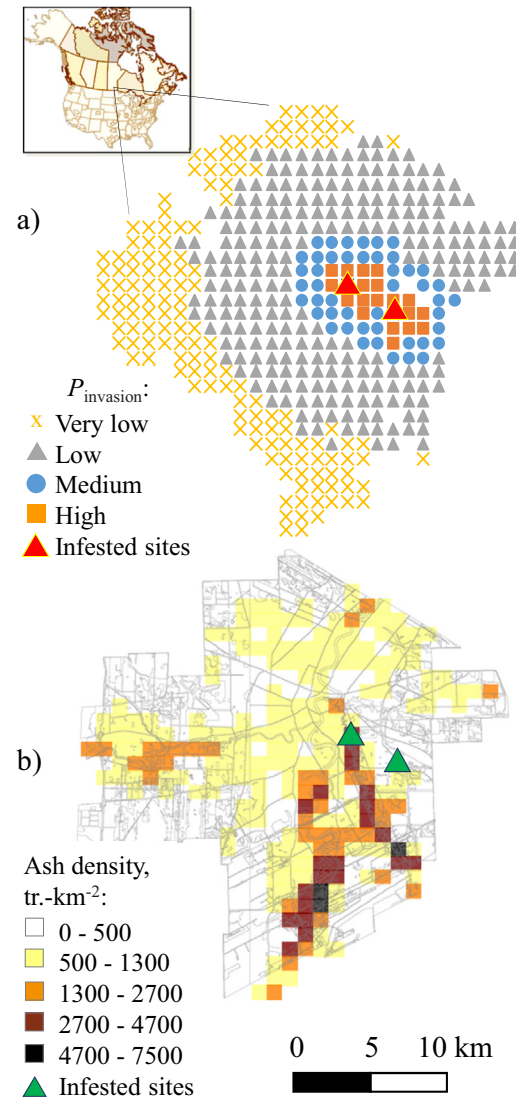 a)
P invasion:
Very low
Low
Medium
High
Infested sites
b)
Ash density,
tr.-km-2:
0 - 500
500 - 1300
1300 - 2700
2700 - 4700
4700 - 7500
Infested sites
0 5 10 km